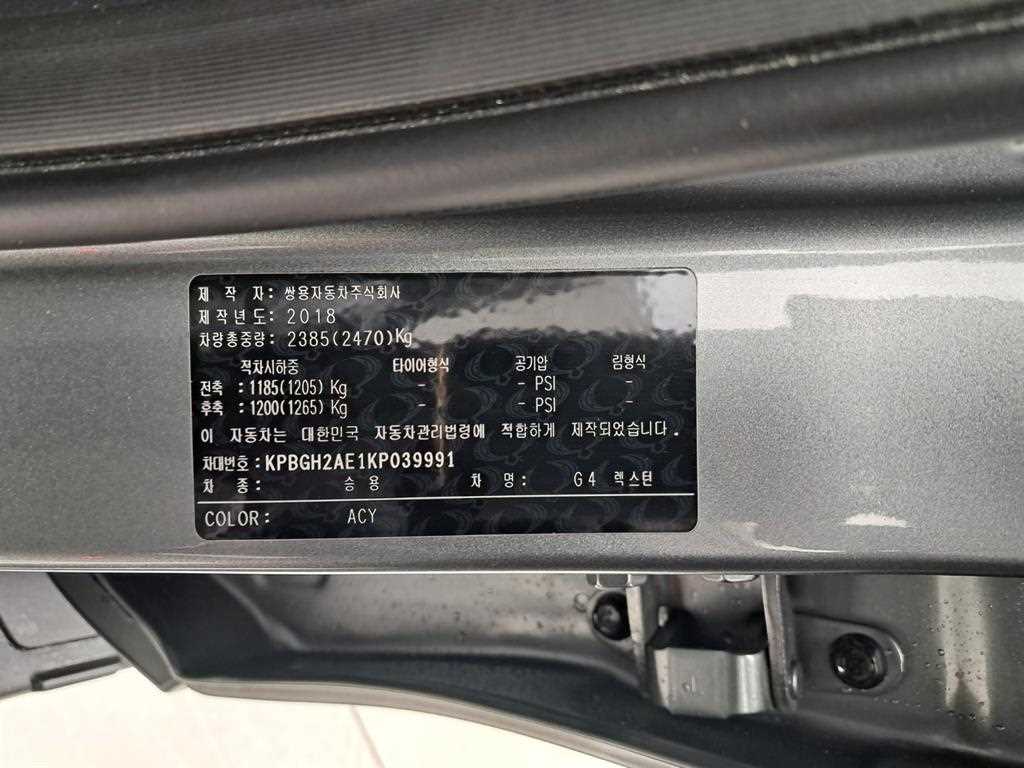 제 작 자: 쌍용자동차주식회사
제작년도: 2018
차량총중량: 2385(2470)Kg
적차시하중 타이어형식 공기압 림형식
전축 : 1185(1205) Kg - - PSI -
후축 : 1200(1265) Kg - - PSI -
이 자동차는 대한민국 자동차관리법령에 적합하게 제작되었습니다.
차대번호: KPBGH2AE1KP039991
차 종: 승 용 차 명: G4 렉스턴
COLOR: ACY